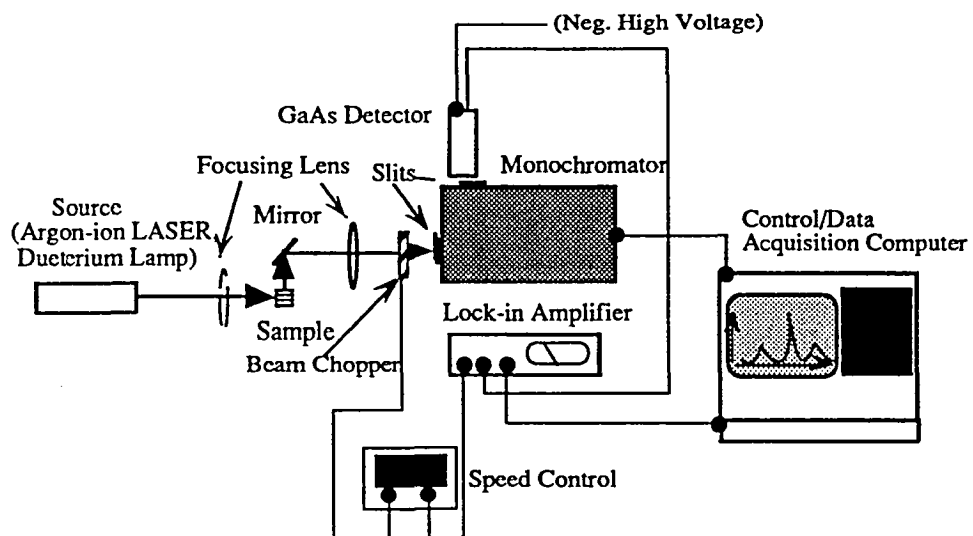 (Neg. High Voltage)
GaAs Detector
Focusing Lens
Slits
Monochromator
Source
(Argon-ion LASER,
Dueterium Lamp)
Mirror
Control/Data
Acquisition Computer
Sample
Beam Chopper
Lock-in Amplifier
Speed Control